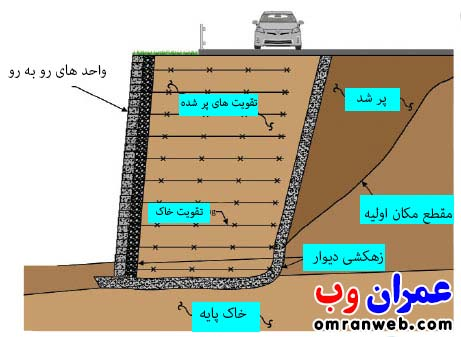 واحد های رو به رو
تقویت های پر شده
پر شد
مقطع مکان اولیه
تقویت خاک
زهکشی دیوار
خاک پایه
عمران وب
omranweb.com